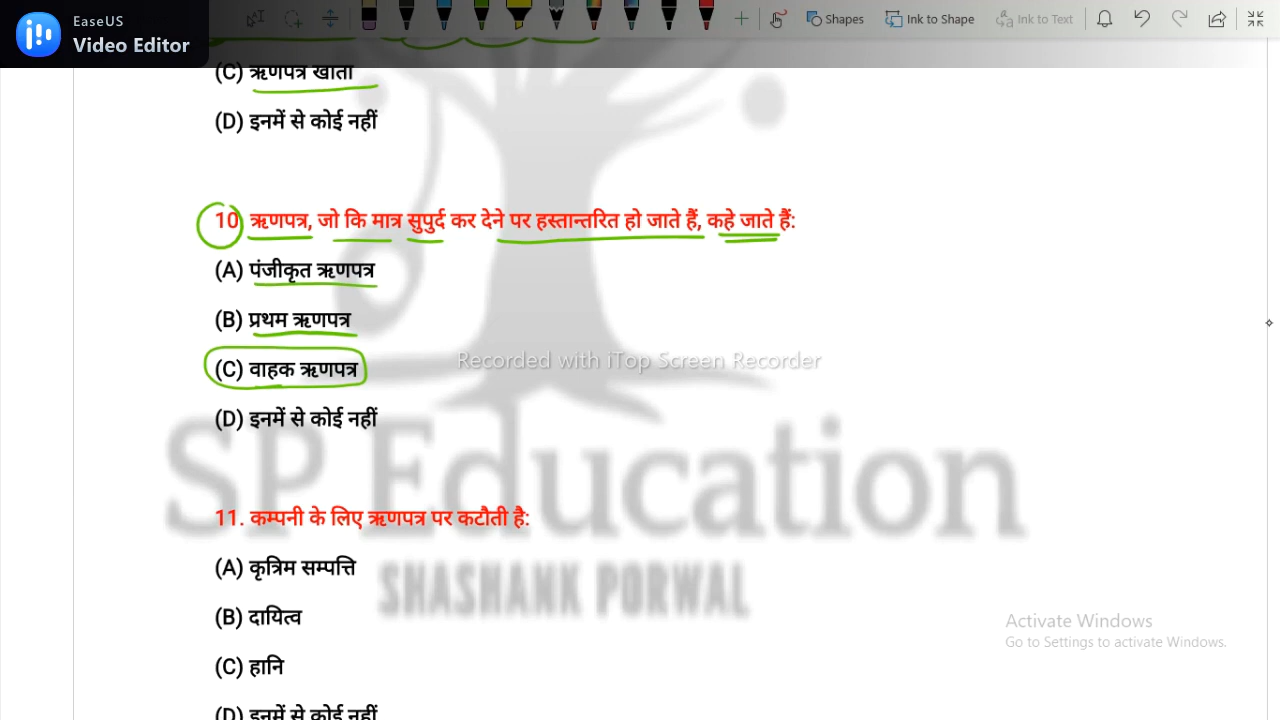 EaseUS
Video Editor
Shapes
Ink to Shape
Ink to Text
(C) ऋणपत्र खाता
(D) इनमें से कोई नहीं
10. ऋणपत्र, जो कि मात्र सुपुर्द कर देने पर हस्तान्तरित हो जाते हैं, कहे जाते हैं:
(A) पंजीकृत ऋणपत्र
(B) प्रथम ऋणपत्र
(C) वाहक ऋणपत्र
Recorded with iTop Screen Recorder
(D) इनमें से कोई नहीं
SP Education
11. कम्पनी के लिए ऋणपत्र पर कटौती है:
(A) कृत्रिम सम्पत्ति
SHASHANK PORWAL
(B) दायित्व
Activate Windows
Go to Settings to activate Windows.
(C) हानि
(D) इनमें से कोई नहीं